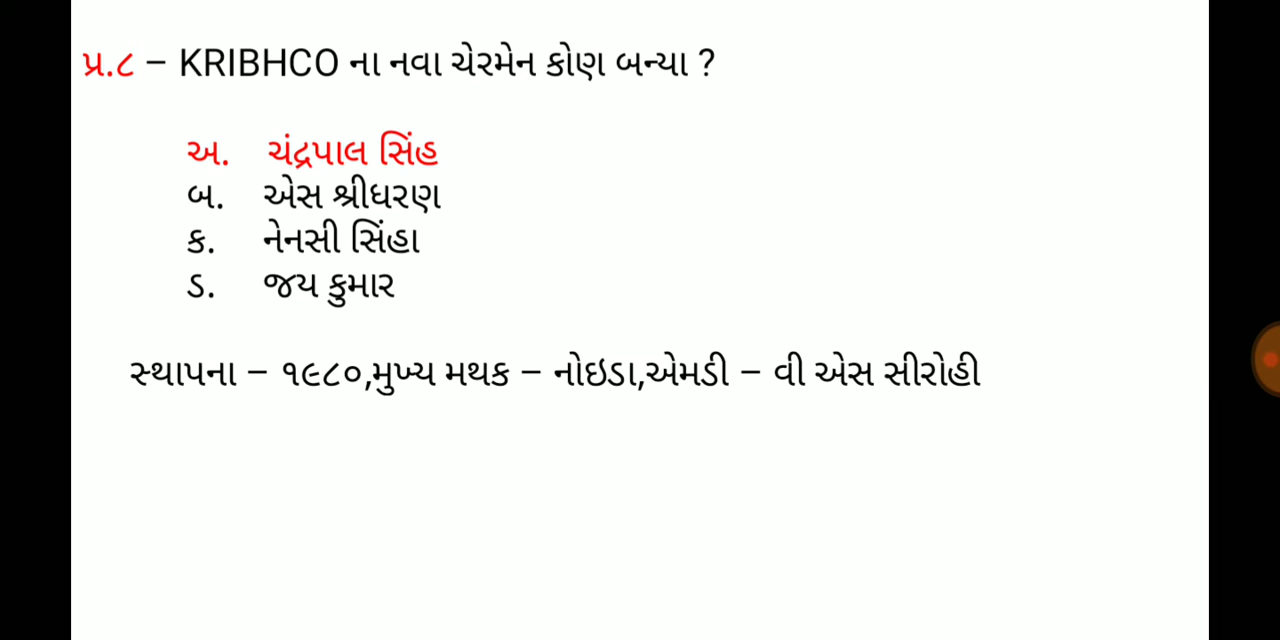 પ્ર.૮ – KRIBHCO ના નવા ચેરમેન કોણ બન્યા ?
અ. ચંદ્રપાલ સિંહ
બ. એસ શ્રીધરણ
ક. નેનસી સિંહા
ડ. જય કુમાર
સ્થાપના – ૧૯૮૦,મુખ્ય મથક – નોઇડા,એમડી – વી એસ સીરોહી